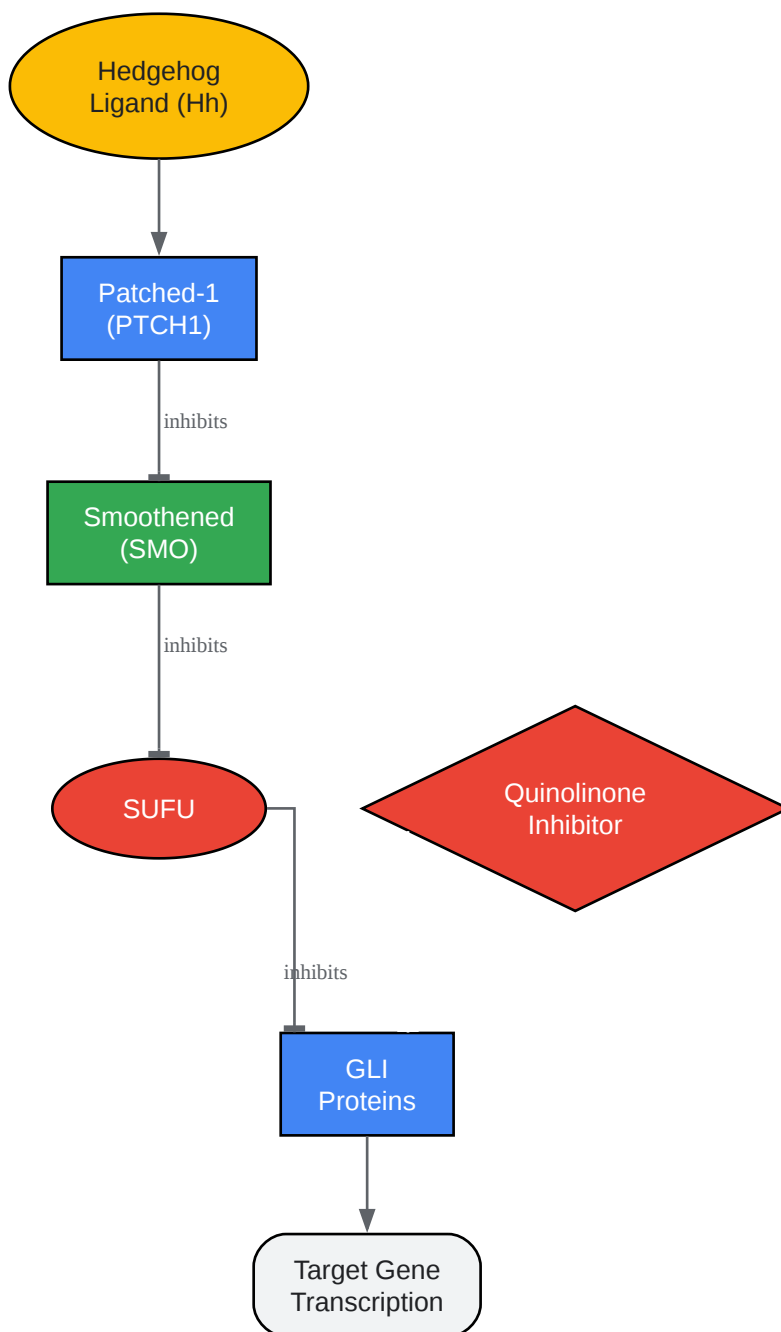 Hedgehog
Ligand (Hh)
Patched-1
(PTCH1)
inhibits
Smoothened
(SMO)
inhibits
SUFU
Quinolinone
Inhibitor
inhibits
GLI
Proteins
Target Gene
Transcription